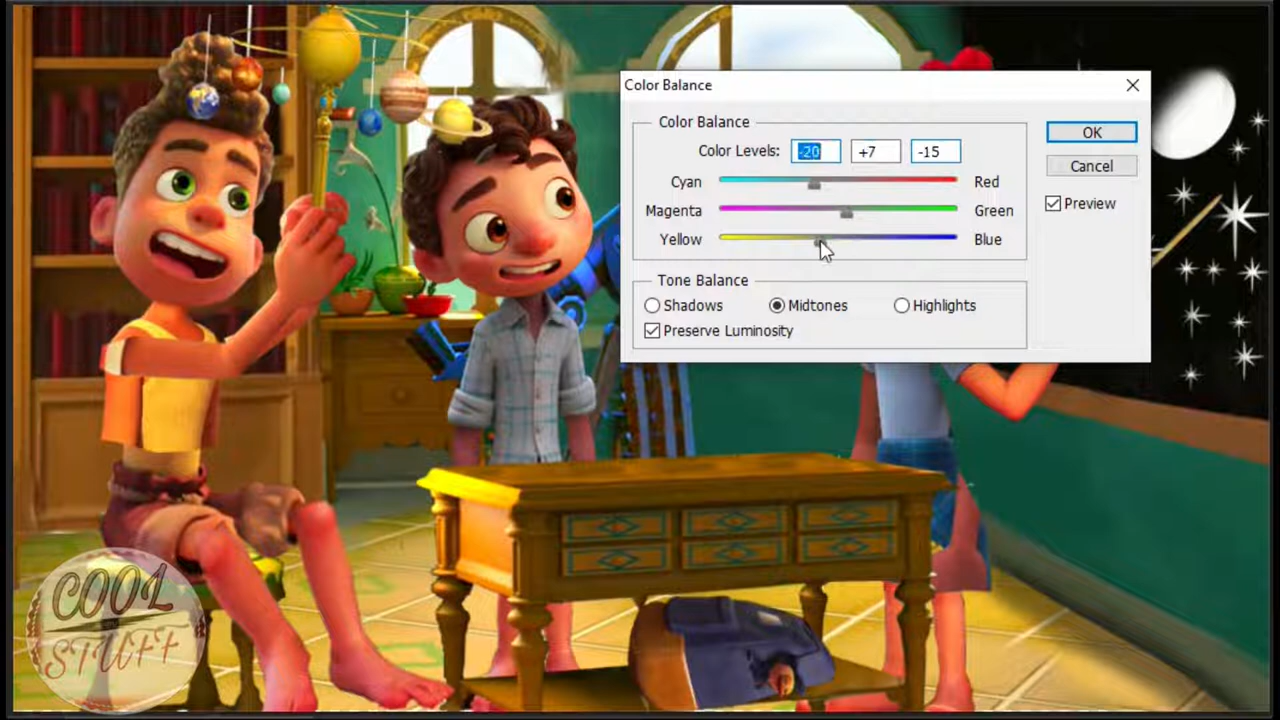 Color Balance
Color Balance
Color Levels: -20 +7 -15
Cyan Red
Magenta Green
Yellow Blue
Tone Balance
Shadows Midtones Highlights
Preserve Luminosity
OK
Cancel
Preview
COOL
STUFF